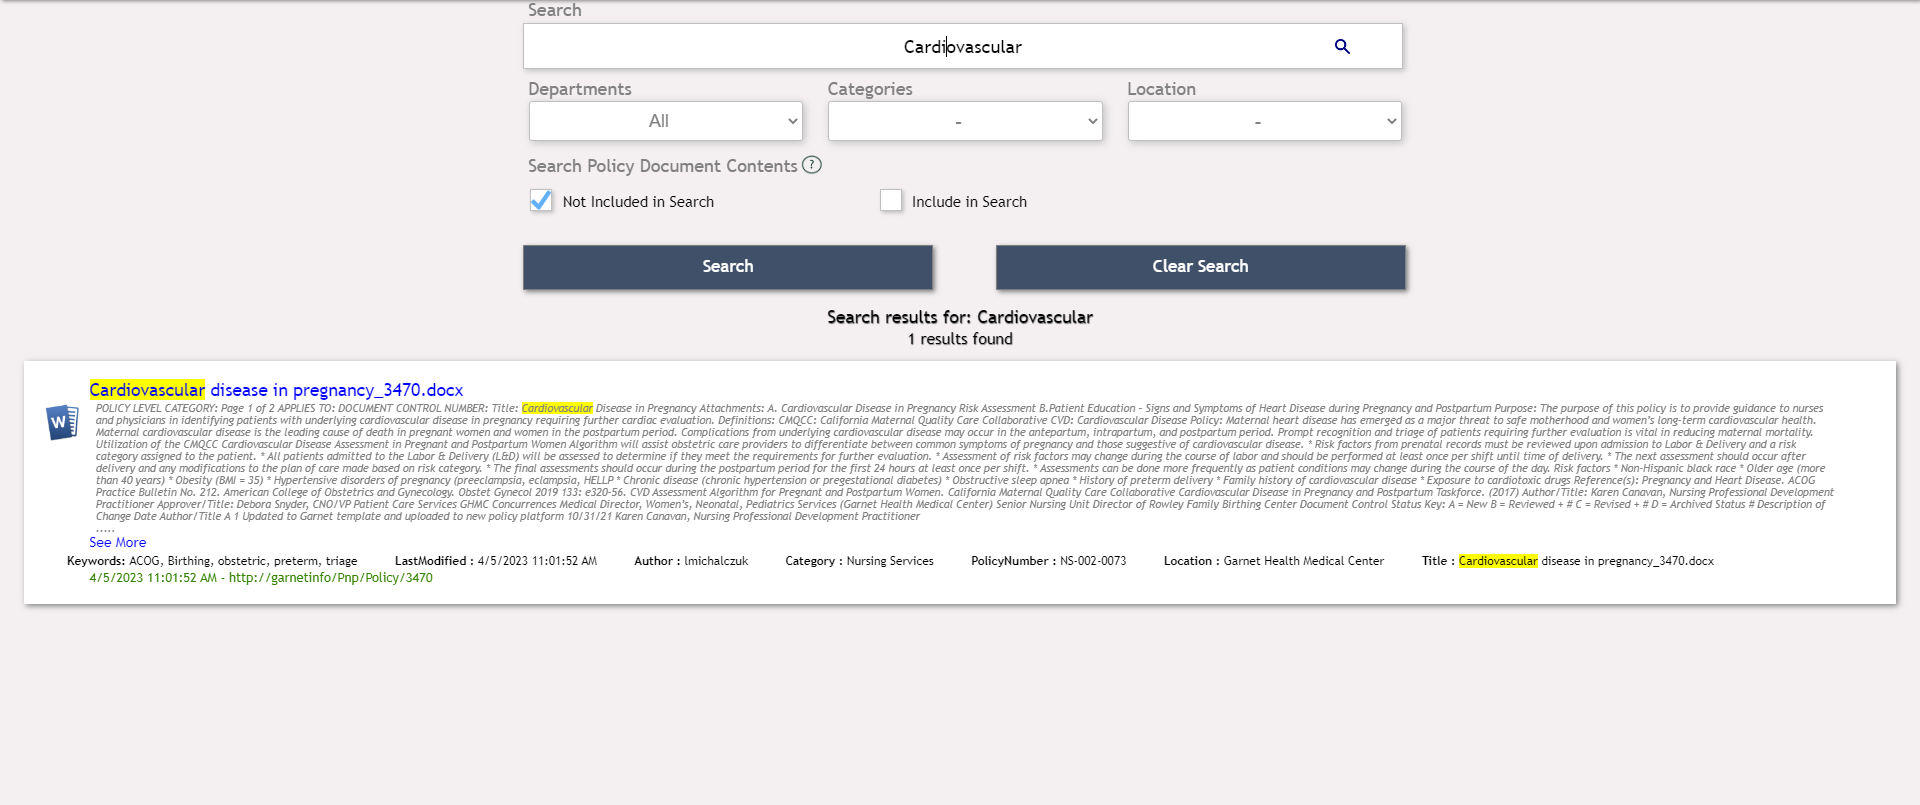 Search
Cardiovascular
Departments Categories Location
All - -
Search Policy Document Contents ?
Not Included in Search Include in Search
Search Clear Search
Search results for: Cardiovascular
1 results found
Cardiovascular disease in pregnancy_3470.docx
W
POLICY LEVEL CATEGORY: Page 1 of 2 APPLIES TO: DOCUMENT CONTROL NUMBER: Title: Cardiovascular Disease in Pregnancy Attachments: A. Cardiovascular Disease in Pregnancy Risk Assessment B.Patient Education - Signs and Symptoms of Heart Disease during Pregnancy and Postpartum Purpose: The purpose of this policy is to provide guidance to nurses
and physicians in identifying patients with underlying cardiovascular disease in pregnancy requiring further cardiac evaluation. Definitions: CMQCC: California Maternal Quality Care Collaborative CVD: Cardiovascular Disease Policy: Maternal heart disease has emerged as a major threat to safe motherhood and women's long-term cardiovascular health.
Maternal cardiovascular disease is the leading cause of death in pregnant women and women in the postpartum period. Complications from underlying cardiovascular disease may occur in the antepartum, intrapartum, and postpartum period. Prompt recognition and triage of patients requiring further evaluation is vital in reducing maternal mortality.
Utilization of the CMQCC Cardiovascular Disease Assessment in Pregnant and Postpartum Women Algorithm will assist obstetric care providers to differentiate between common symptoms of pregnancy and those suggestive of cardiovascular disease. * Risk factors from prenatal records must be reviewed upon admission to Labor & Delivery and a risk
category assigned to the patient. * All patients admitted to the Labor & Delivery (L&D) will be assessed to determine if they meet the requirements for further evaluation. * Assessment of risk factors may change during the course of labor and should be performed at least once per shift until time of delivery. * The next assessment should occur after
delivery and any modifications to the plan of care made based on risk category. * The final assessments should occur during the postpartum period for the first 24 hours at least once per shift. * Assessments can be done more frequently as patient conditions may change during the course of the day. Risk factors * Non-Hispanic black race * Older age (more
than 40 years) * Obesity (BMI = 35) * Hypertensive disorders of pregnancy (preeclampsia, eclampsia, HELLP * Chronic disease (chronic hypertension or pregestational diabetes) * Obstructive sleep apnea * History of preterm delivery * Family history of cardiovascular disease * Exposure to cardiotoxic drugs Reference(s): Pregnancy and Heart Disease. ACOG
Practice Bulletin No. 212. American College of Obstetrics and Gynecology. Obstet Gynecol 2019 133: e320-56. CVD Assessment Algorithm for Pregnant and Postpartum Women. California Maternal Quality Care Collaborative Cardiovascular Disease in Pregnancy and Postpartum Taskforce. (2017) Author/Title: Karen Canavan, Nursing Professional Development
Practitioner Approver/Title: Debora Snyder, CNO/VP Patient Care Services GHMC Concurrences Medical Director, Women's, Neonatal, Pediatrics Services (Garnet Health Medical Center) Senior Nursing Unit Director of Rowley Family Birthing Center Document Control Status Key: A = New B = Reviewed + # C = Revised + # D = Archived Status # Description of
Change Date Author/Title A 1 Updated to Garnet template and uploaded to new policy platform 10/31/21 Karen Canavan, Nursing Professional Development Practitioner
.....
See More
Keywords: ACOG, Birthing, obstetric, preterm, triage LastModified : 4/5/2023 11:01:52 AM Author : lmichalczuk Category : Nursing Services PolicyNumber : NS-002-0073 Location : Garnet Health Medical Center Title : Cardiovascular disease in pregnancy_3470.docx
4/5/2023 11:01:52 AM - http://garnetinfo/Pnp/Policy/3470